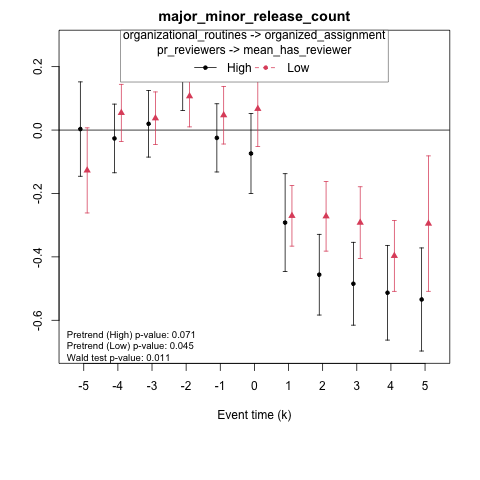 major_minor_release_count
organizational_routines -> organized_assignment
pr_reviewers -> mean_has_reviewer
High Low
0.2
0.0
-0.2
-0.4
-0.6
Pretrend (High) p-value: 0.071
Pretrend (Low) p-value: 0.045
Wald test p-value: 0.011
-5 -4 -3 -2 -1 0 1 2 3 4 5
Event time (k)